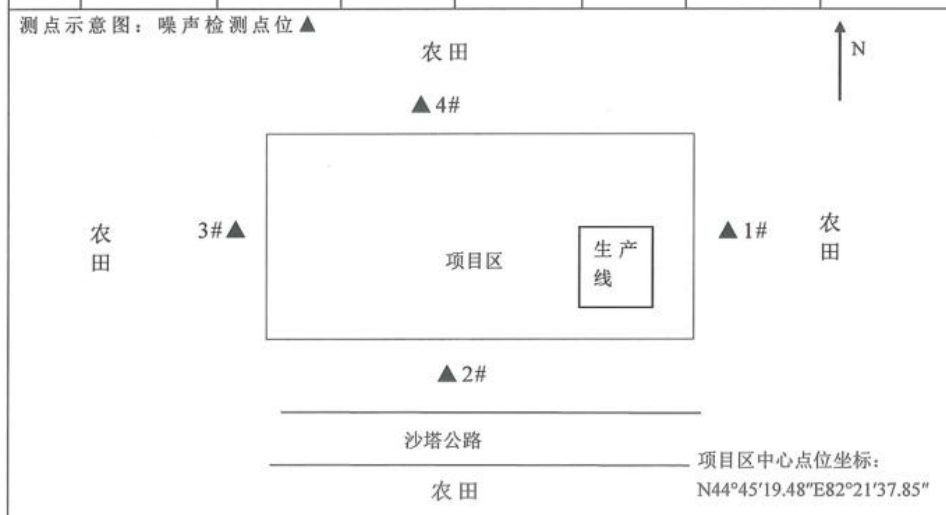 测点示意图：噪声检测点位▲
N
农田
▲4#
农
田
3#▲
项目区
生产
线
▲1#
农
田
▲2#
沙塔公路
农田
项目区中心点位坐标：
N44°45′19.48″E82°21′37.85″